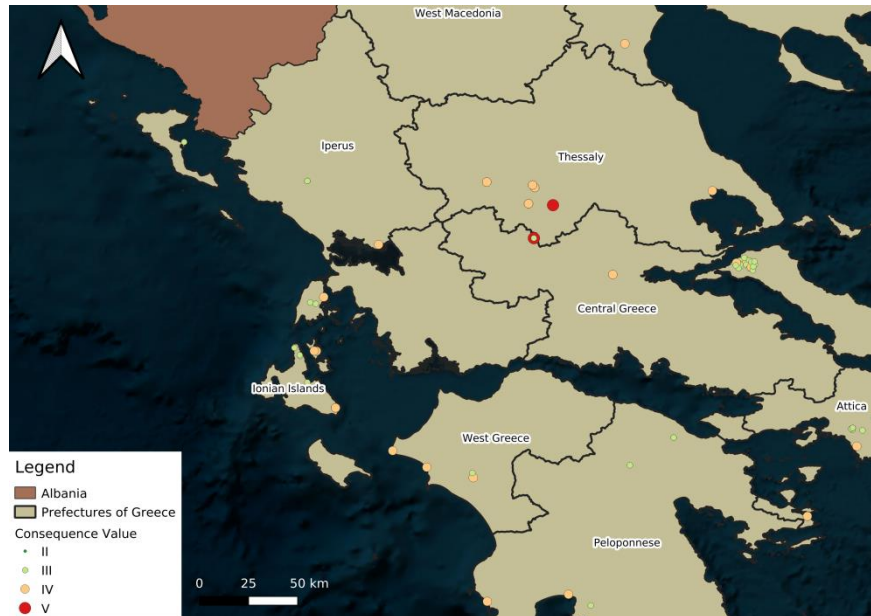 West Macedonia
Iperus
Thessaly
Central Greece
Ionian Islands
Attica
West Greece
Peloponnese
Legend
Albania
Prefectures of Greece
Consequence Value
II
III
IV
V
0 25 50 km